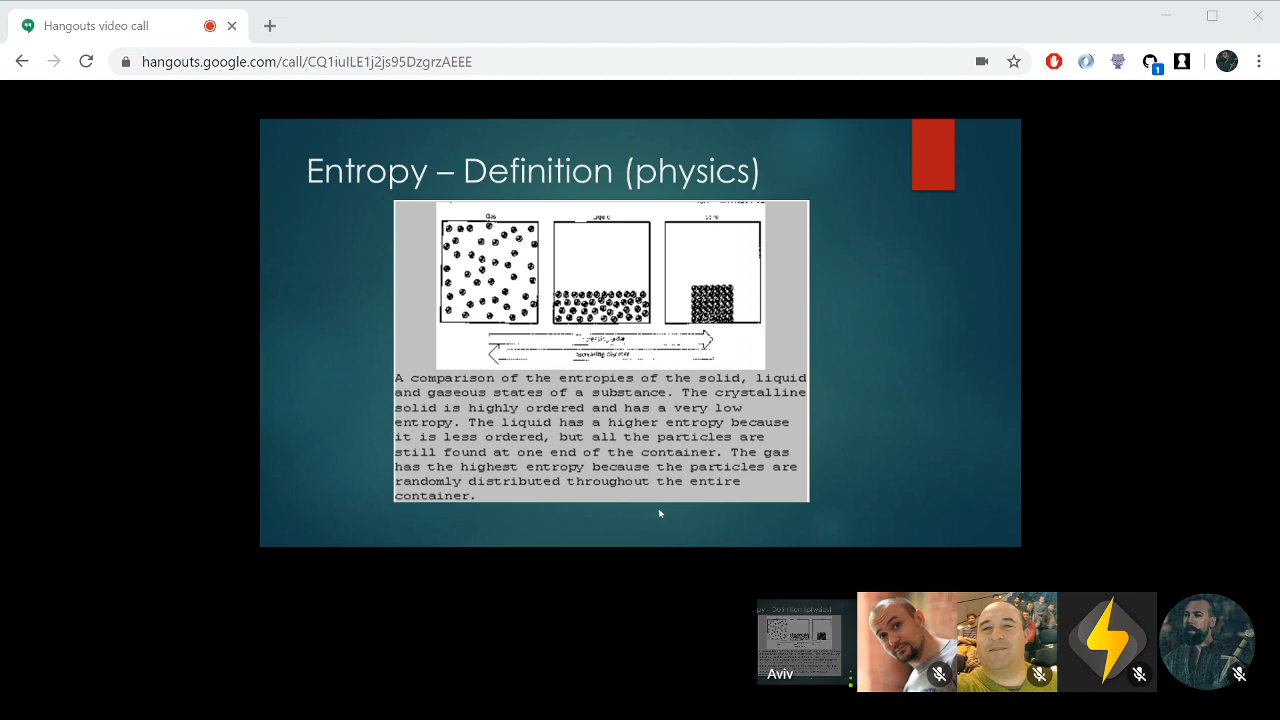 Hangouts video call
hangouts.google.com/call/CQ1iuILE1j2js95DzgrzAEEE
1
Entropy – Definition (physics)
Gas
A comparison of the entropies of the solid, liquid
and gaseous states of a substance. The crystalline
solid is highly ordered and has a very low
entropy. The liquid has a higher entropy because
it is less ordered, but all the particles are
still found at one end of the container. The gas
has the highest entropy because the particles are
randomly distributed throughout the entire
container.
py – Definition (physics)
Aviv